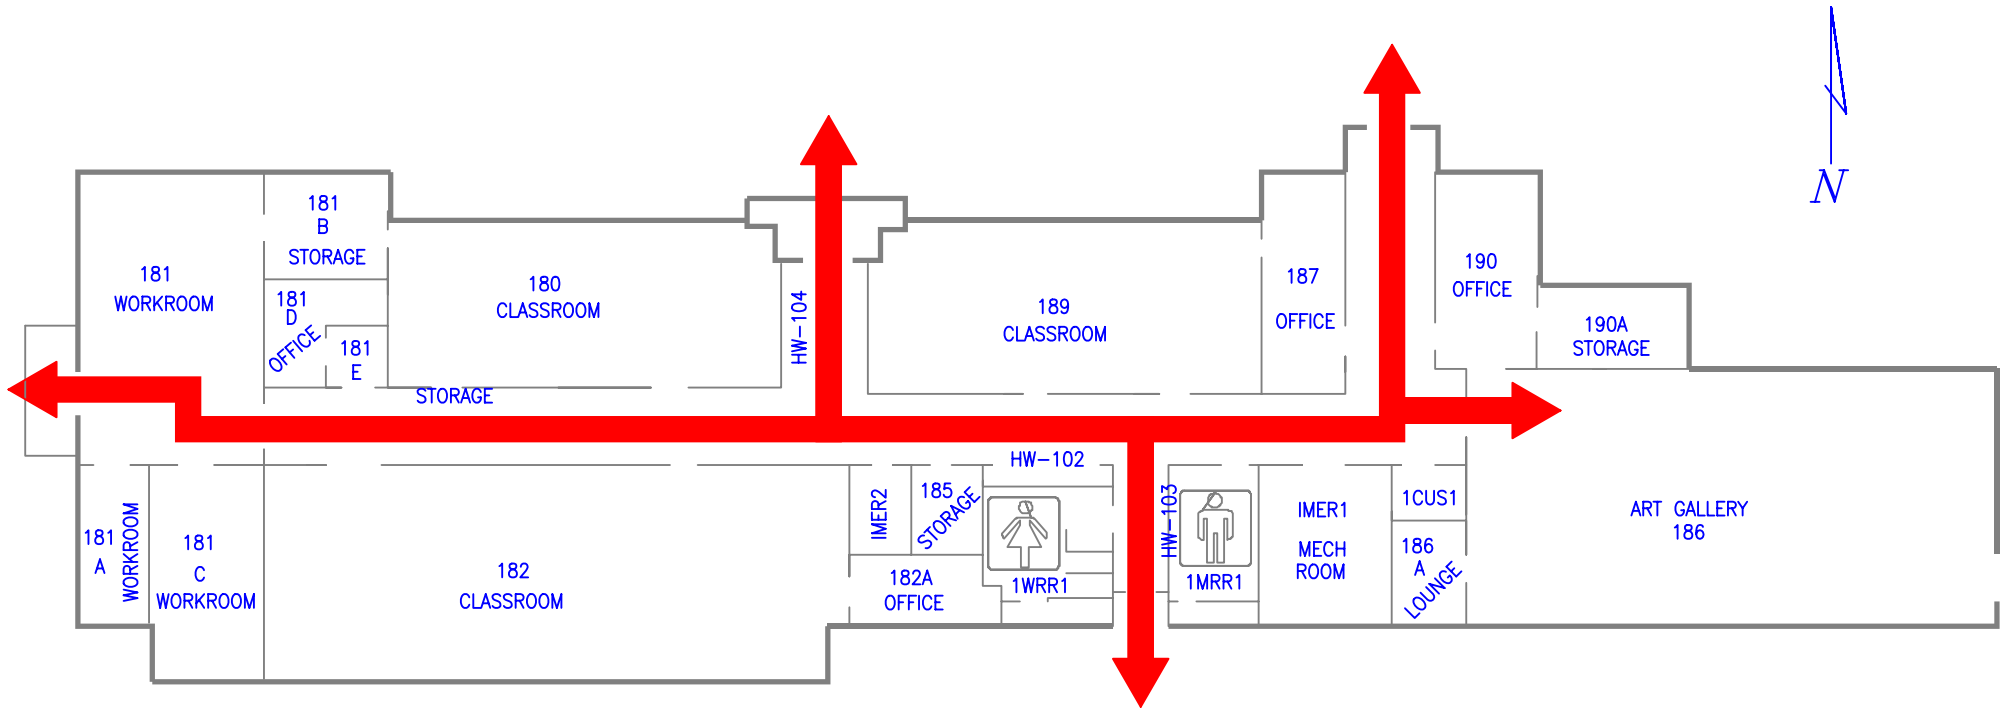 N
181
B
STORAGE
181
WORKROOM
181
D
OFFICE
181
E
STORAGE
180
CLASSROOM
HW-104
189
CLASSROOM
187
OFFICE
190
OFFICE
190A
STORAGE
181
A
WORKROOM
181
C
WORKROOM
182
CLASSROOM
IMER2
185
STORAGE
182A
OFFICE
HW-102
1WRR1
HW-103
1MRR1
IMER1
MECH
ROOM
1CUS1
186
A
LOUNGE
ART GALLERY
186